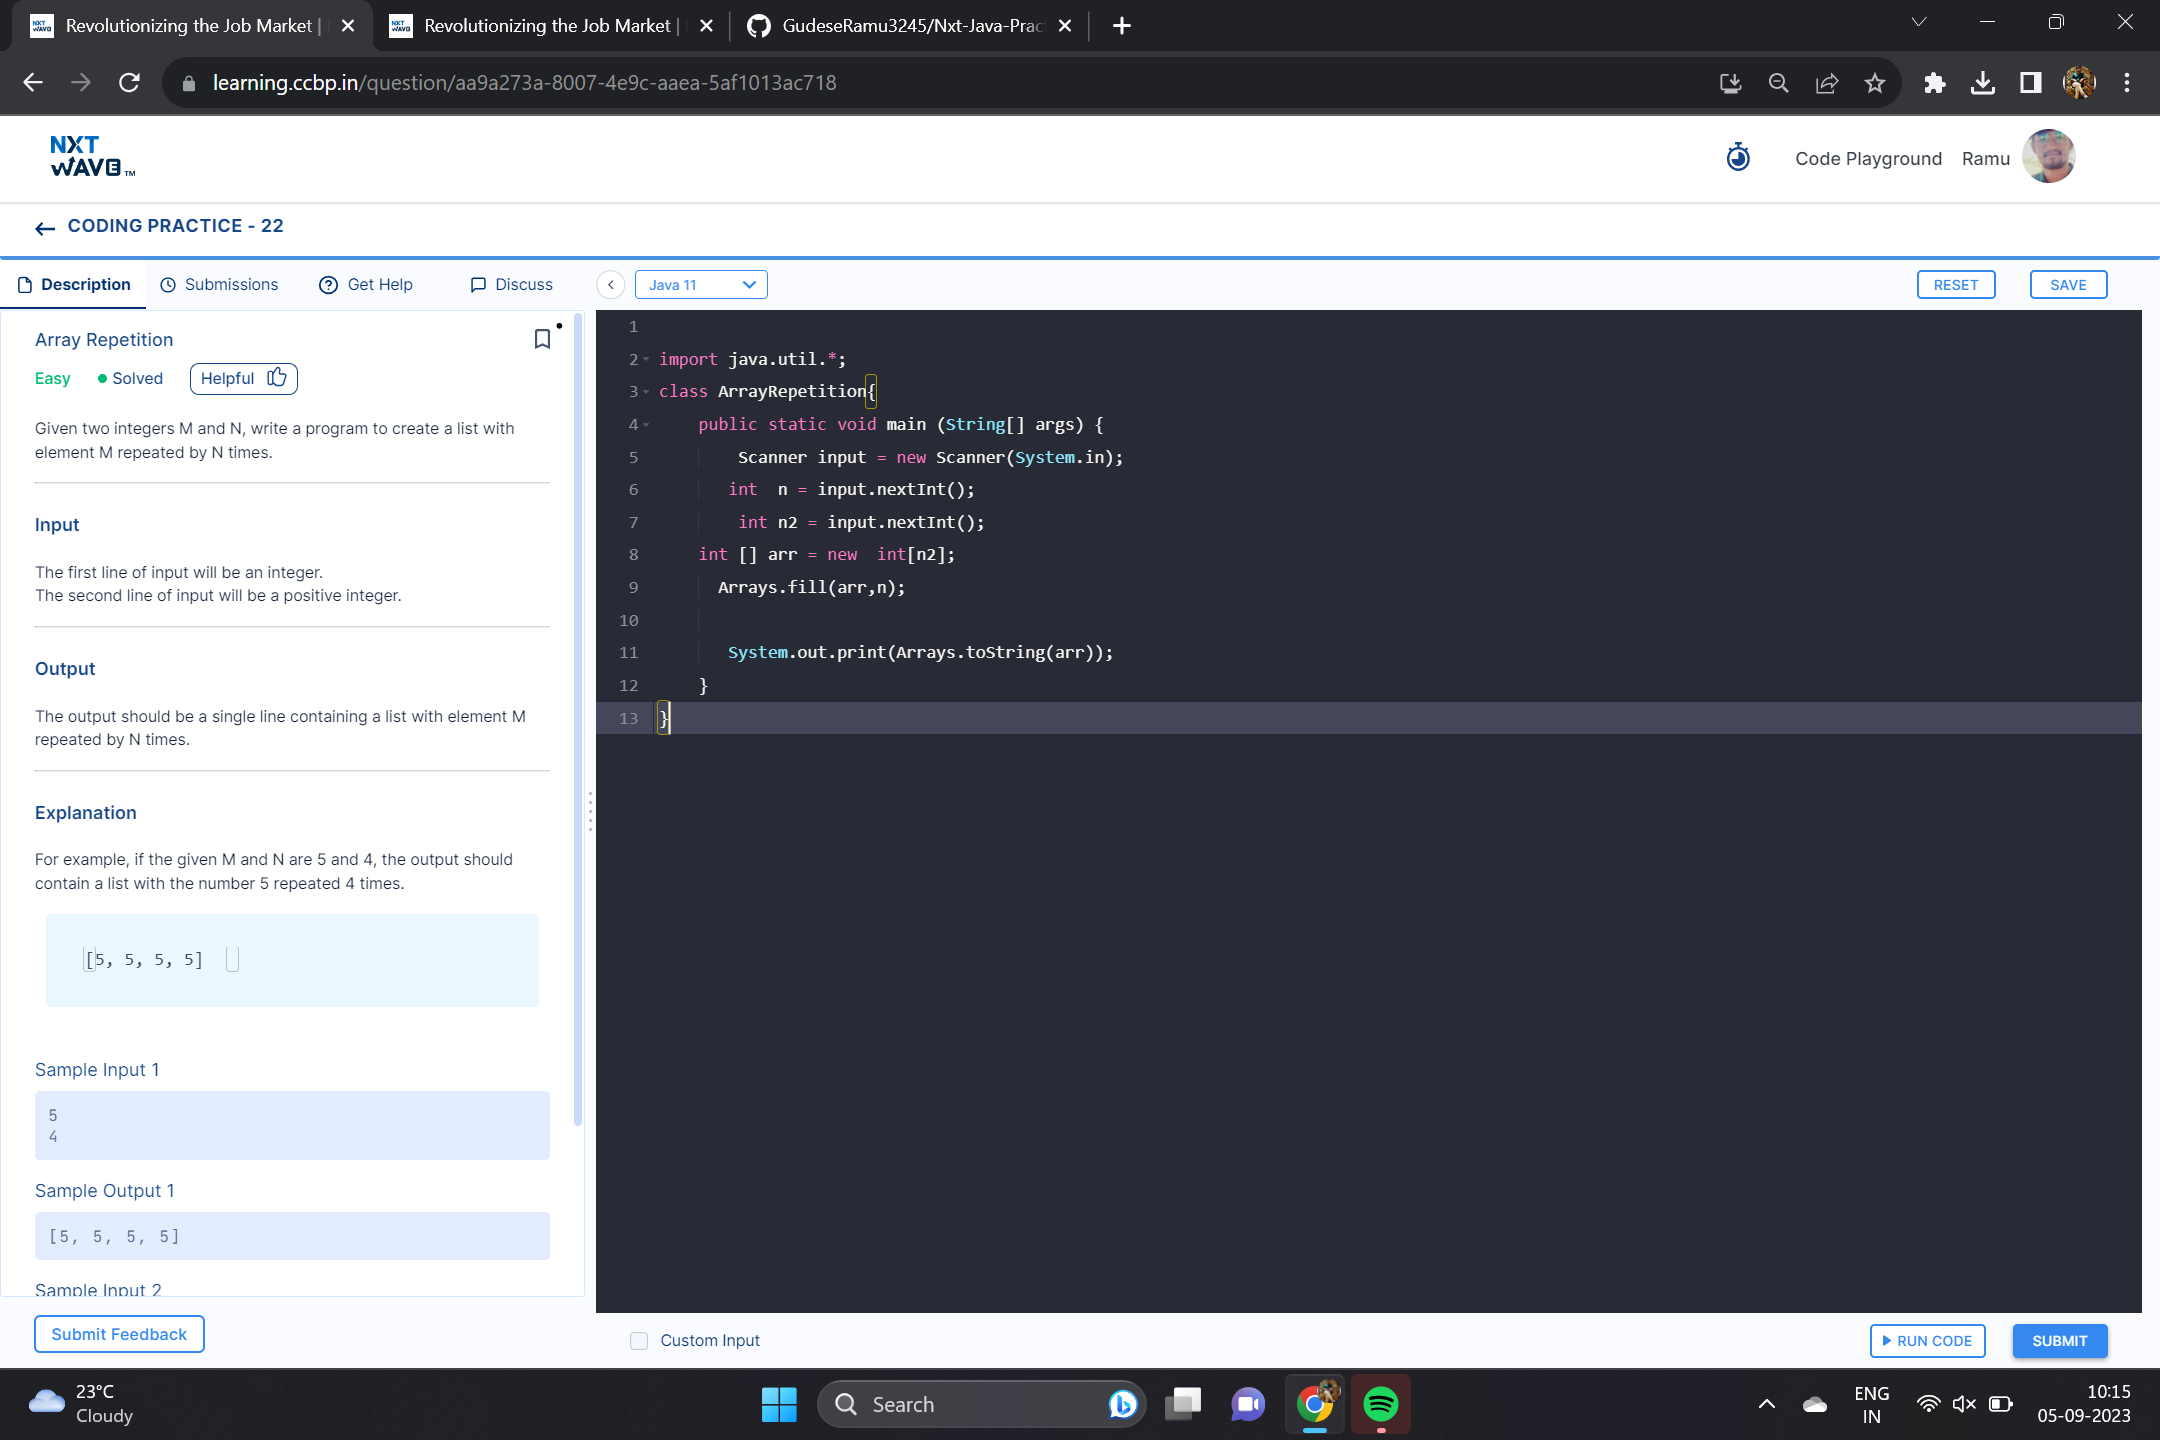 Revolutionizing the Job Market |
Revolutionizing the Job Market |
GudeseRamu3245/Nxt-Java-Prac
learning.ccbp.in/question/aa9a273a-8007-4e9c-aaea-5af1013ac718
NXT
WAVE TM
Code Playground
Ramu
CODING PRACTICE - 22
Description
Submissions
Get Help
Discuss
Java 11
RESET
SAVE
Array Repetition
Easy
Solved
Helpful
Given two integers M and N, write a program to create a list with
element M repeated by N times.
Input
The first line of input will be an integer.
The second line of input will be a positive integer.
Output
The output should be a single line containing a list with element M
repeated by N times.
Explanation
For example, if the given M and N are 5 and 4, the output should
contain a list with the number 5 repeated 4 times.
[5, 5, 5, 5]
Sample Input 1
5
4
Sample Output 1
[5, 5, 5, 5]
Sample Input 2
Submit Feedback
1
2 import java.util.*;
3 class ArrayRepetition{
4 public static void main (String[] args) {
5 Scanner input = new Scanner(System.in);
6 int  n = input.nextInt();
7 int n2 = input.nextInt();
8 int [] arr = new  int[n2];
9 Arrays.fill(arr,n);
10
11 System.out.print(Arrays.toString(arr));
12 }
13 }
Custom Input
RUN CODE
SUBMIT
23°C
Cloudy
Search
ENG
IN
10:15
05-09-2023